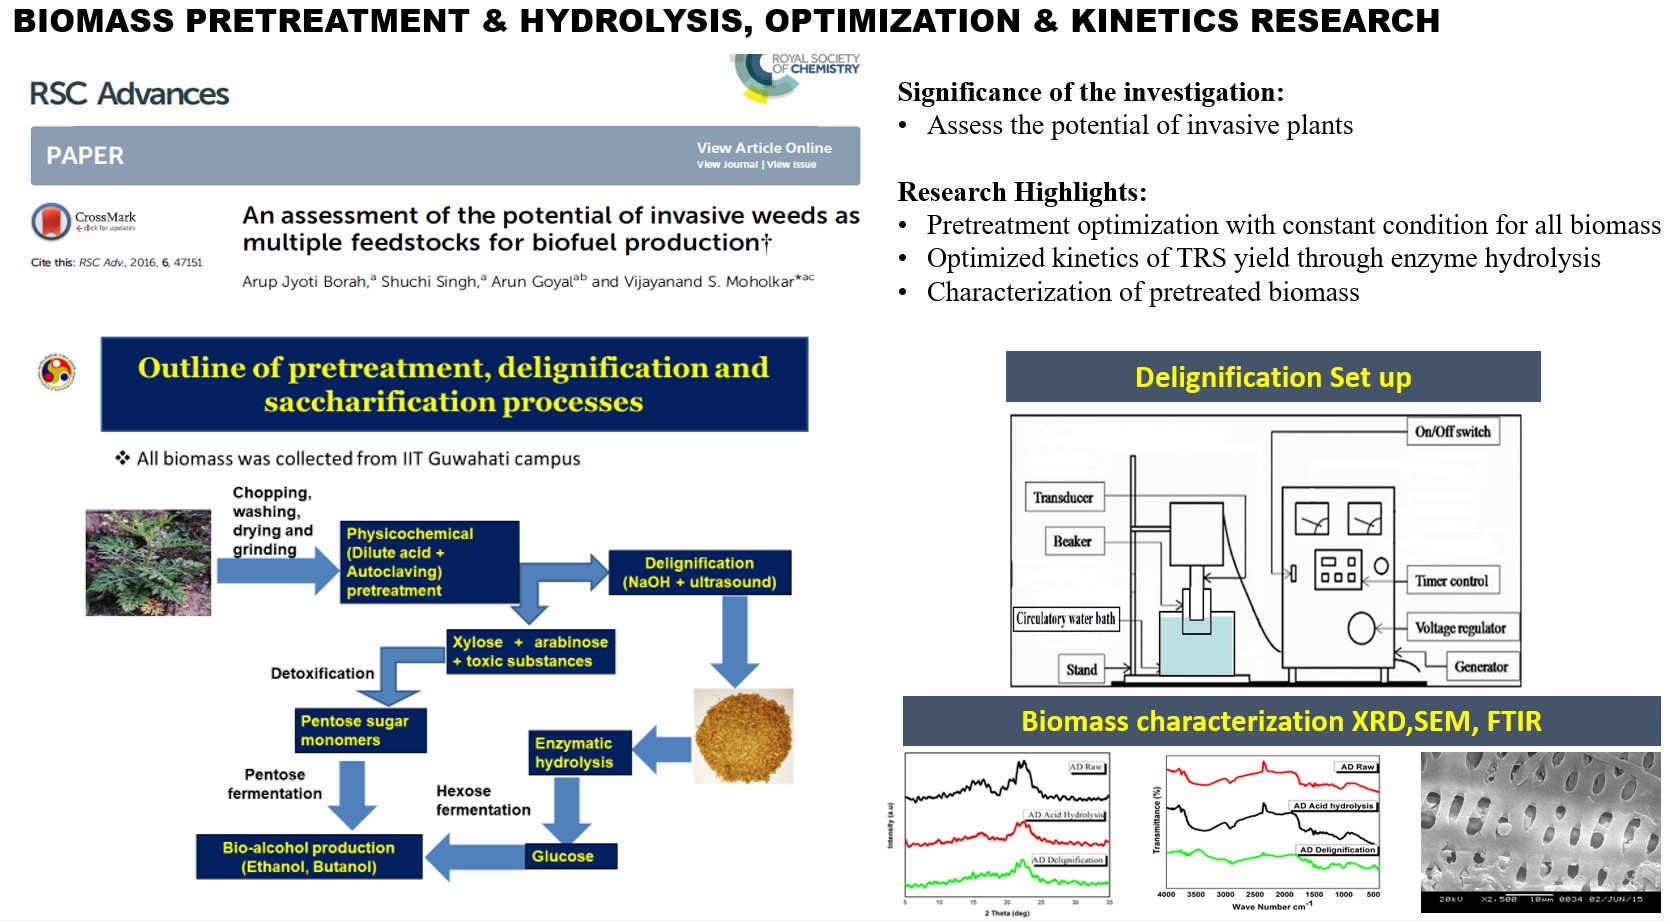 BIOMASS PRETREATMENT & HYDROLYSIS, OPTIMIZATION & KINETICS RESEARCH
RSC Advances
ROYAL SOCIETY
OF CHEMISTRY
PAPER
View Article Online
View Journal | View Issue
CrossMark
click for updates
Cite this: RSC Adv., 2016, 6, 47151
An assessment of the potential of invasive weeds as
multiple feedstocks for biofuel production†
Arup Jyoti Borah,a Shuchi Singh,a Arun Goyalab and Vijayanand S. Moholkar*ac
Significance of the investigation:
• Assess the potential of invasive plants
Research Highlights:
• Pretreatment optimization with constant condition for all biomass
• Optimized kinetics of TRS yield through enzyme hydrolysis
• Characterization of pretreated biomass
Outline of pretreatment, delignification and
saccharification processes
❖ All biomass was collected from IIT Guwahati campus
Chopping,
washing,
drying and
grinding
Physicochemical
(Dilute acid +
Autoclaving)
pretreatment
Delignification
(NaOH + ultrasound)
Xylose + arabinose
+ toxic substances
Detoxification
Pentose sugar
monomers
Enzymatic
hydrolysis
Pentose
fermentation
Hexose
fermentation
Bio-alcohol production
(Ethanol, Butanol)
Glucose
Delignification Set up
On/Off switch
Transducer
Beaker
Timer control
Circulatory water bath
Voltage regulator
Stand
Generator
Biomass characterization XRD,SEM, FTIR
AD Raw
AD Acid Hydrolysis
AD Delignification
Intensity (a.u)
5 10 15 20 25 30 35
2 Theta (deg)
AD Raw
AD Acid hydrolysis
AD Delignification
Transmittance (%)
4000 3500 3000 2500 2000 1500 1000 500
Wave Number cm-1
20kV X2,500 10μm 0034 02/JUN/15